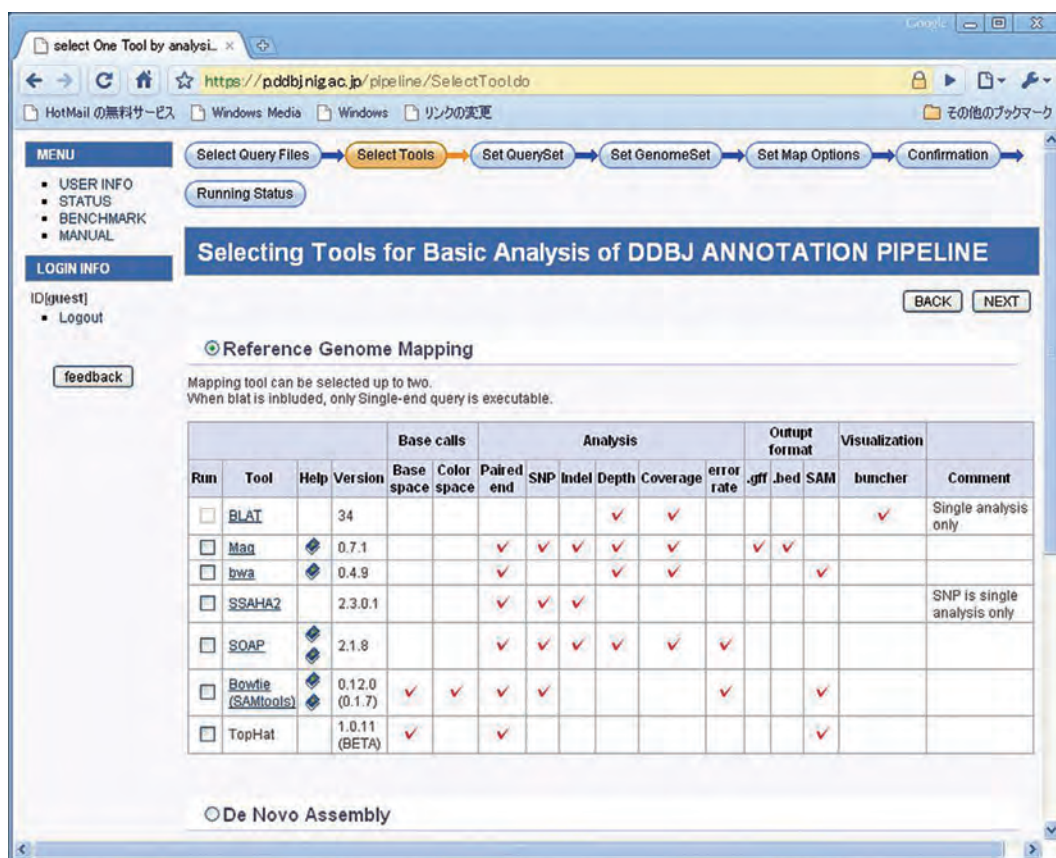 Google
select One Tool by analysi...
https://p.ddbj.nig.ac.jp/pipeline/SelectTool.do
HotMail の無料サービス Windows Media Windows リンクの変更 その他のブックマーク
MENU
USER INFO
STATUS
BENCHMARK
MANUAL
LOGIN INFO
ID[guest]
Logout
feedback
Select Query Files Select Tools Set QuerySet Set GenomeSet Set Map Options Confirmation
Running Status
Selecting Tools for Basic Analysis of DDBJ ANNOTATION PIPELINE
BACK NEXT
Reference Genome Mapping
Mapping tool can be selected up to two.
When blat is inbluded, only Single-end query is executable.
Base calls Analysis Outupt format Visualization
Run Tool Help Version Base space Color space Paired end SNP Indel Depth Coverage error rate .gff .bed SAM buncher Comment
BLAT 34 Single analysis only
Maq 0.7.1
bwa 0.4.9
SSAHA2 2.3.0.1 SNP is single analysis only
SOAP 2.1.8
Bowtie (SAMtools) 0.12.0 (0.1.7)
TopHat 1.0.11 (BETA)
De Novo Assembly